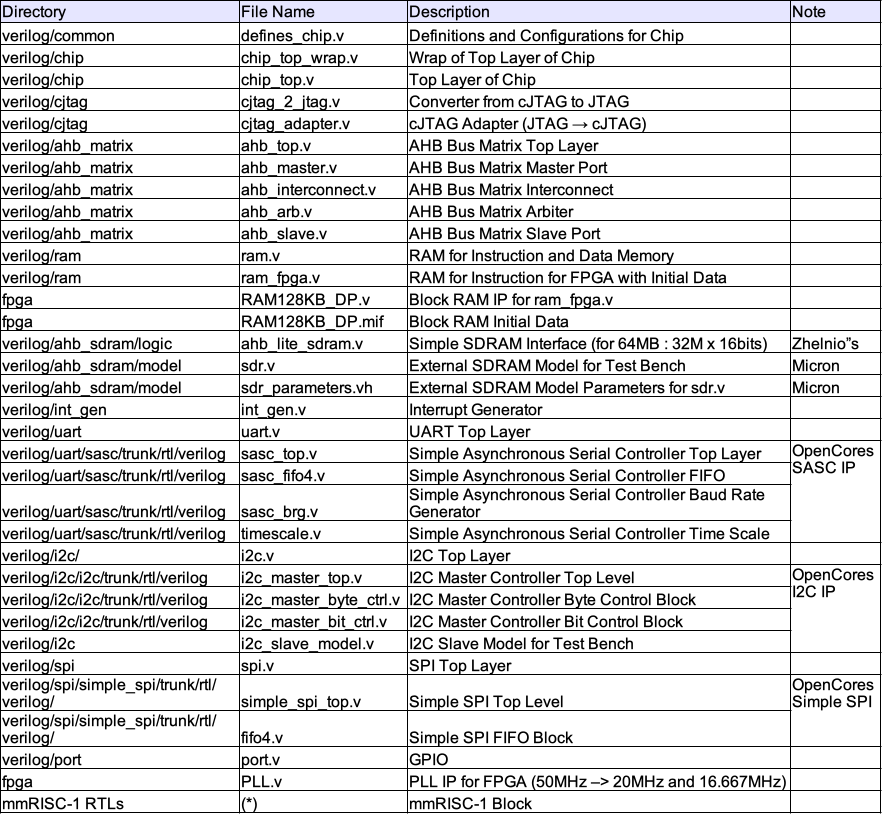 Directory File Name Description Note
verilog/common defines_chip.v Definitions and Configurations for Chip
verilog/chip chip_top_wrap.v Wrap of Top Layer of Chip
verilog/chip chip_top.v Top Layer of Chip
verilog/cjtag cjtag_2_jtag.v Converter from cJTAG to JTAG
verilog/cjtag cjtag_adapter.v cJTAG Adapter (JTAG → cJTAG)
verilog/ahb_matrix ahb_top.v AHB Bus Matrix Top Layer
verilog/ahb_matrix ahb_master.v AHB Bus Matrix Master Port
verilog/ahb_matrix ahb_interconnect.v AHB Bus Matrix Interconnect
verilog/ahb_matrix ahb_arb.v AHB Bus Matrix Arbiter
verilog/ahb_matrix ahb_slave.v AHB Bus Matrix Slave Port
verilog/ram ram.v RAM for Instruction and Data Memory
verilog/ram ram_fpga.v RAM for Instruction for FPGA with Initial Data
fpga RAM128KB_DP.v Block RAM IP for ram_fpga.v
fpga RAM128KB_DP.mif Block RAM Initial Data
verilog/ahb_sdram/logic ahb_lite_sdram.v Simple SDRAM Interface (for 64MB : 32M x 16bits) Zhelnio"s
verilog/ahb_sdram/model sdr.v External SDRAM Model for Test Bench Micron
verilog/ahb_sdram/model sdr_parameters.vh External SDRAM Model Parameters for sdr.v Micron
verilog/int_gen int_gen.v Interrupt Generator
verilog/uart uart.v UART Top Layer
verilog/uart/sasc/trunk/rtl/verilog sasc_top.v Simple Asynchronous Serial Controller Top Layer OpenCores
SASC IP
verilog/uart/sasc/trunk/rtl/verilog sasc_fifo4.v Simple Asynchronous Serial Controller FIFO
Simple Asynchronous Serial Controller Baud Rate
verilog/uart/sasc/trunk/rtl/verilog sasc_brg.v Generator
verilog/uart/sasc/trunk/rtl/verilog timescale.v Simple Asynchronous Serial Controller Time Scale
verilog/i2c/ i2c.v I2C Top Layer
verilog/i2c/i2c/trunk/rtl/verilog i2c_master_top.v I2C Master Controller Top Level OpenCores
I2C IP
verilog/i2c/i2c/trunk/rtl/verilog i2c_master_byte_ctrl.v I2C Master Controller Byte Control Block
verilog/i2c/i2c/trunk/rtl/verilog i2c_master_bit_ctrl.v I2C Master Controller Bit Control Block
verilog/i2c i2c_slave_model.v I2C Slave Model for Test Bench
verilog/spi spi.v SPI Top Layer
verilog/spi/simple_spi/trunk/rtl/ OpenCores
verilog/ simple_spi_top.v Simple SPI Top Level Simple SPI
verilog/spi/simple_spi/trunk/rtl/
verilog/ fifo4.v Simple SPI FIFO Block
verilog/port port.v GPIO
fpga PLL.v PLL IP for FPGA (50MHz –> 20MHz and 16.667MHz)
mmRISC-1 RTLs (*) mmRISC-1 Block